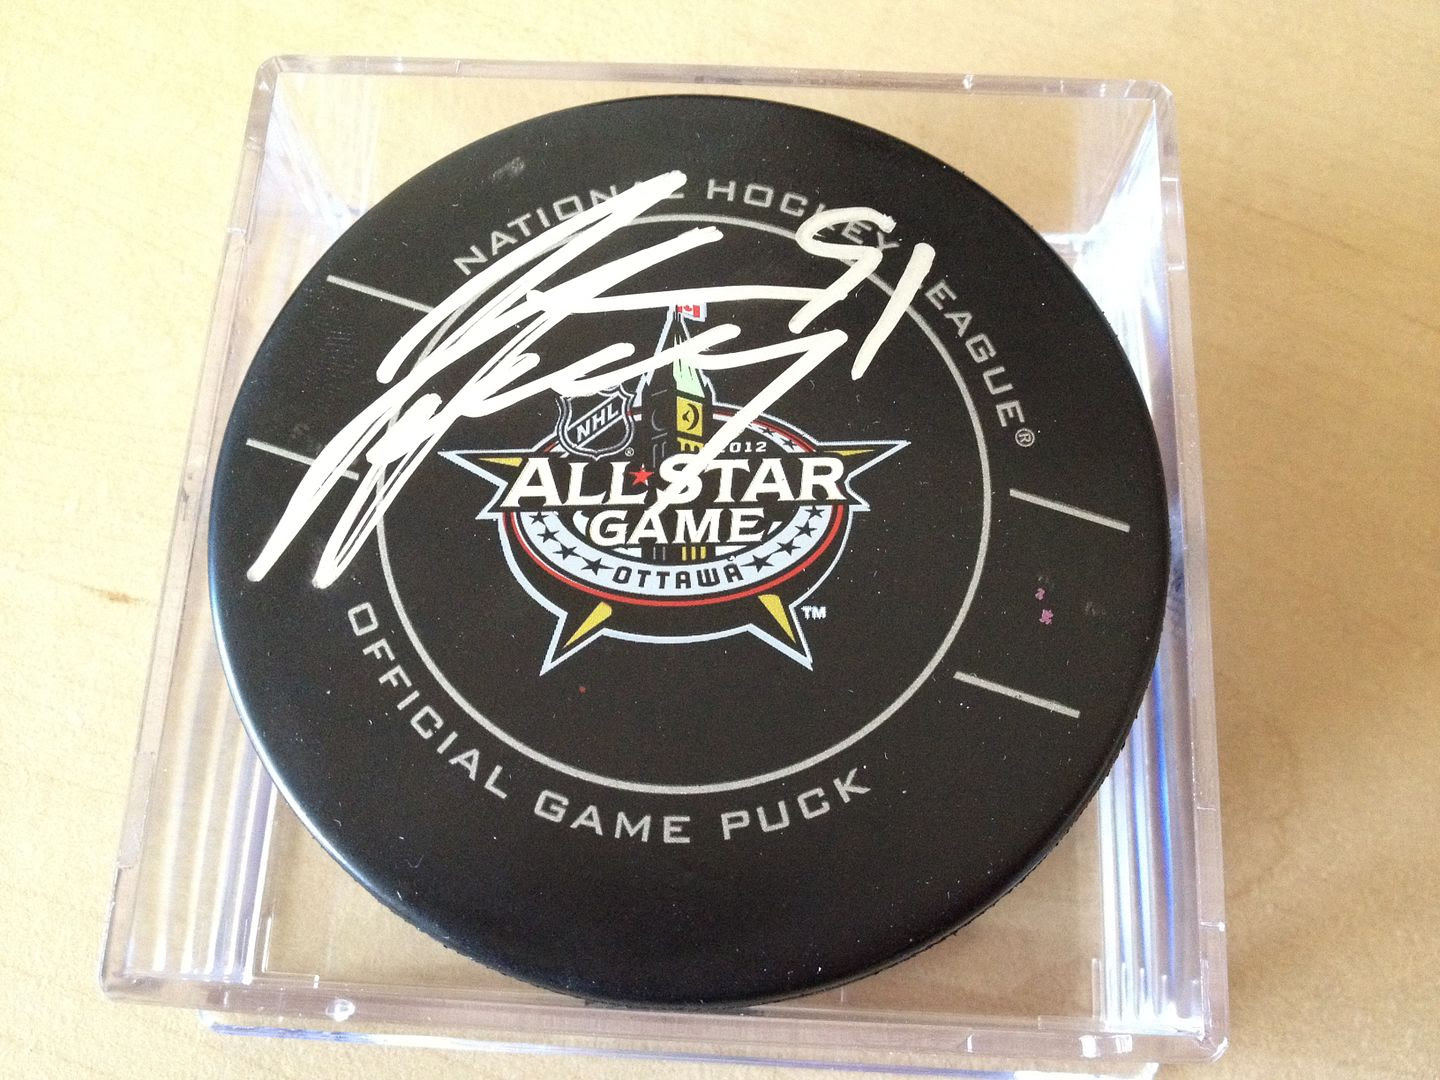 NATIONAL HOCKEY LEAGUE®
91
NHL®
2012
ALL★STAR
GAME
OTTAWA
TM
OFFICIAL GAME PUCK